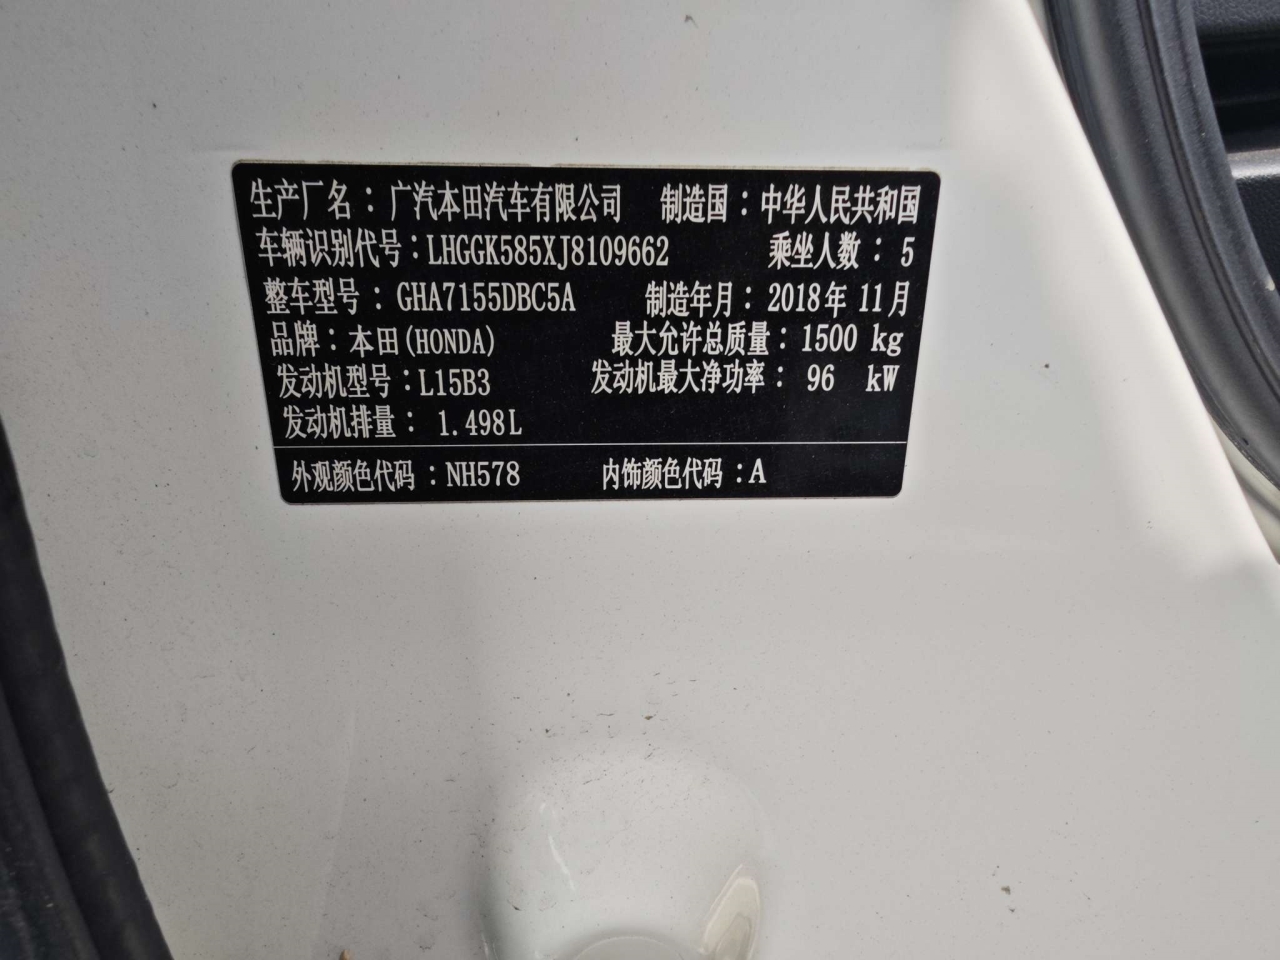 生产厂名：广汽本田汽车有限公司 制造国：中华人民共和国
车辆识别代号：LHGGK585XJ8109662 乘坐人数：5
整车型号：GHA7155DBC5A 制造年月：2018年11月
品牌：本田(HONDA) 最大允许总质量：1500 kg
发动机型号：L15B3 发动机最大净功率：96 kW
发动机排量：1.498L
外观颜色代码：NH578 内饰颜色代码：A